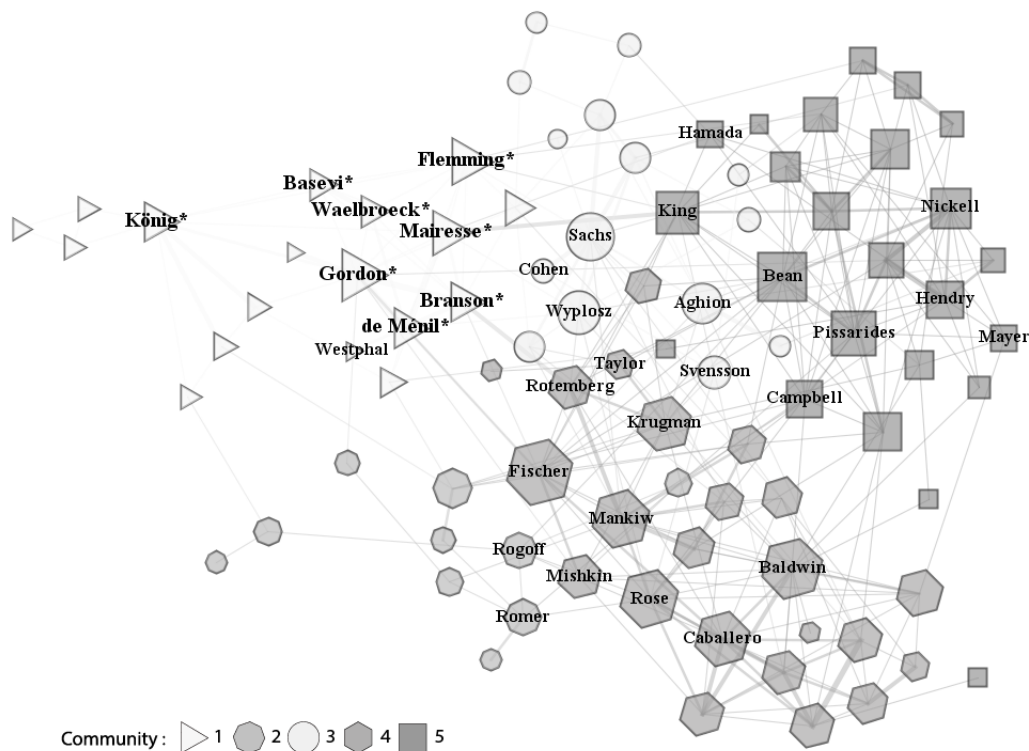 Hamada
Flemming*
Basevi*
Nickell
Waelbroeck*
King
König*
Mairesse*
Sachs
Cohen
Gordon*
Bean
Branson*
Aghion
Hendry
Wyplosz
de Ménil*
Pissarides
Mayer
Westphal
Taylor
Svensson
Rotemberg
Campbell
Krugman
Fischer
Mankiw
Rogoff
Baldwin
Mishkin
Rose
Romer
Caballero
Community : 1 2 3 4 5